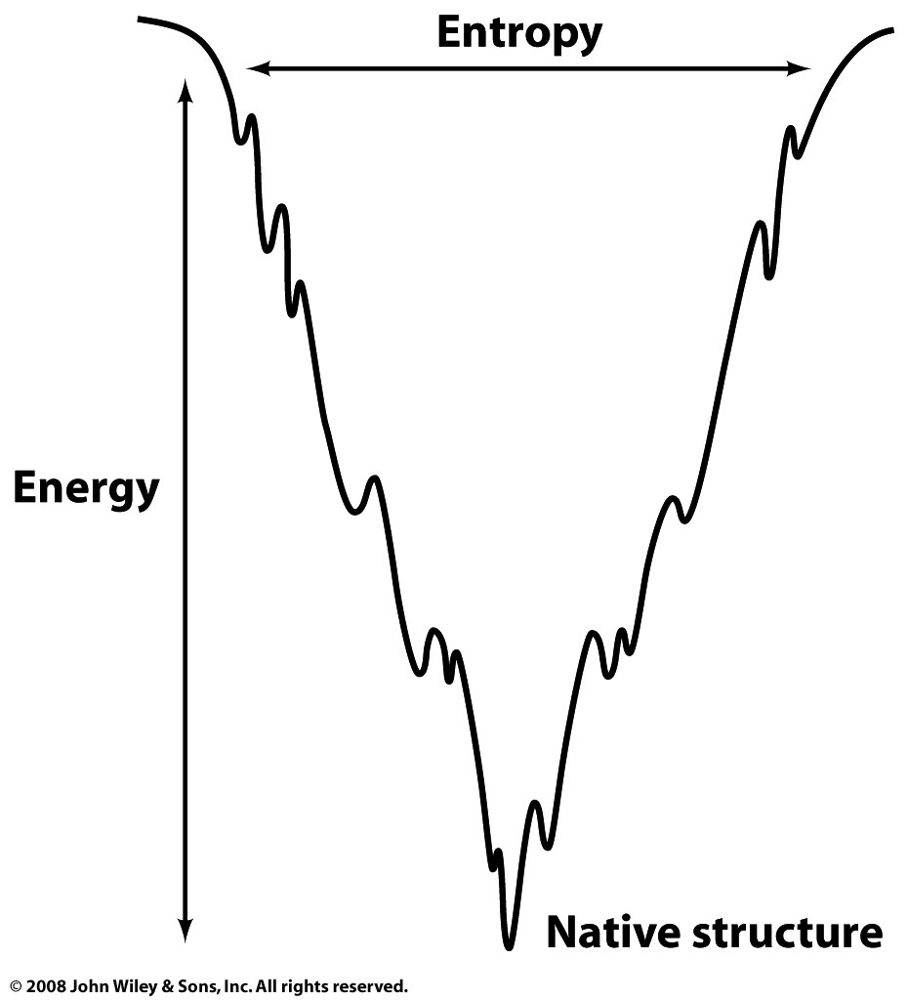 Entropy
Energy
Native structure
© 2008 John Wiley & Sons, Inc. All rights reserved.